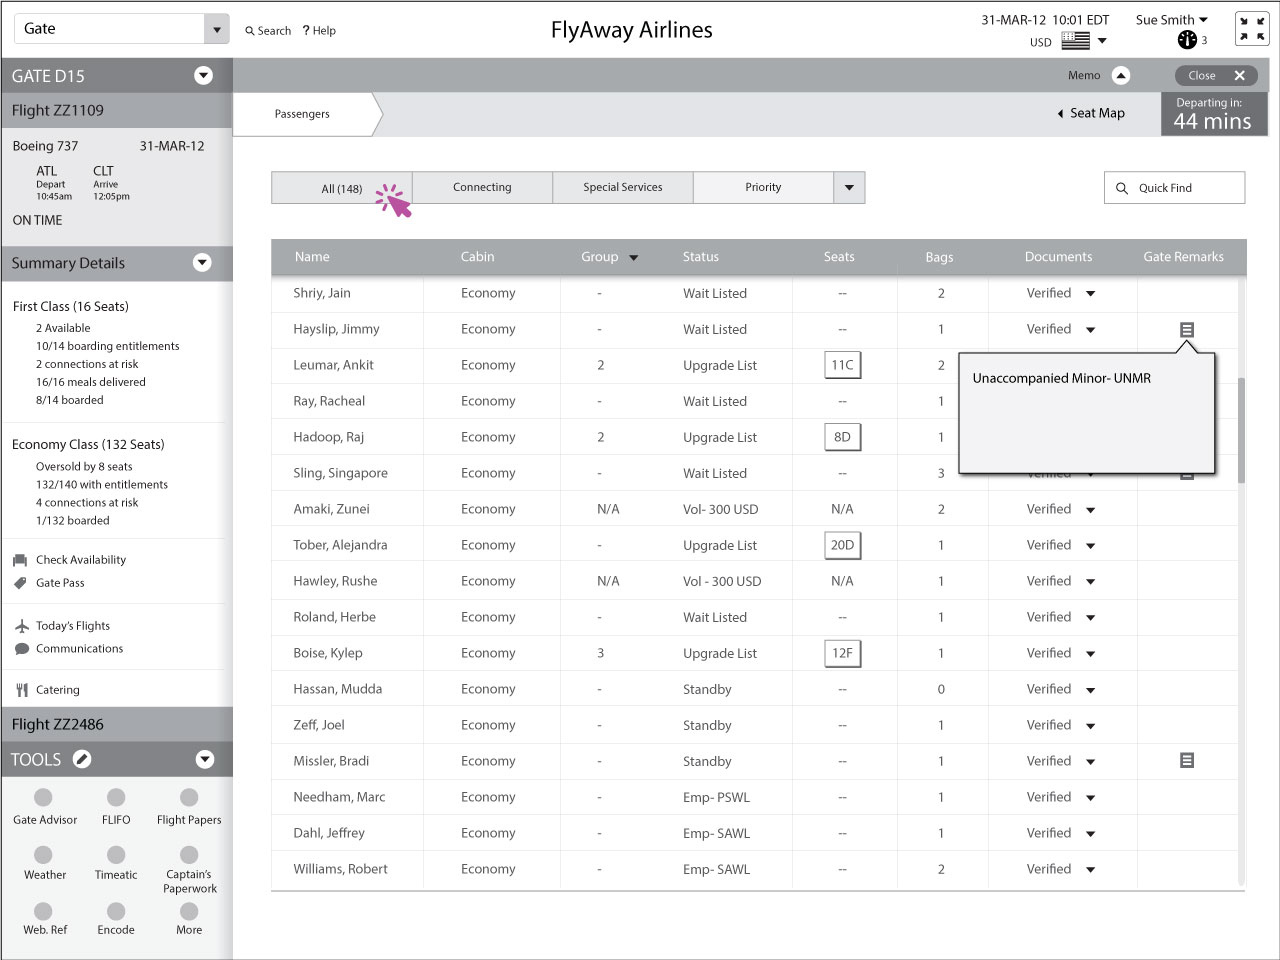 Gate
Search ? Help
FlyAway Airlines
31-MAR-12 10:01 EDT
Sue Smith
USD
3
GATE D15
Memo
Close X
Flight ZZ1109
Passengers
Seat Map
Departing in:
44 mins
Boeing 737 31-MAR-12
ATL CLT
Depart Arrive
10:45am 12:05pm
ON TIME
All (148) Connecting Special Services Priority
Quick Find
Summary Details
First Class (16 Seats)
2 Available
10/14 boarding entitlements
2 connections at risk
16/16 meals delivered
8/14 boarded
Economy Class (132 Seats)
Oversold by 8 seats
132/140 with entitlements
4 connections at risk
1/132 boarded
Check Availability
Gate Pass
Today's Flights
Communications
Catering
Flight ZZ2486
TOOLS
Gate Advisor FLIFO Flight Papers
Weather Timeatic Captain's
Paperwork
Web. Ref Encode More
Name Cabin Group Status Seats Bags Documents Gate Remarks
Shriy, Jain Economy - Wait Listed -- 2 Verified
Hayslip, Jimmy Economy - Wait Listed -- 1 Verified
Leumar, Ankit Economy 2 Upgrade List 11C 2
Unaccompanied Minor- UNMR
Ray, Racheal Economy - Wait Listed -- 1
Hadoop, Raj Economy 2 Upgrade List 8D 1
Sling, Singapore Economy - Wait Listed -- 3 Verified
Amaki, Zunei Economy N/A Vol- 300 USD N/A 2 Verified
Tober, Alejandra Economy - Upgrade List 20D 1 Verified
Hawley, Rushe Economy N/A Vol - 300 USD N/A 1 Verified
Roland, Herbe Economy - Wait Listed -- 1 Verified
Boise, Kylep Economy 3 Upgrade List 12F 1 Verified
Hassan, Mudda Economy - Standby -- 0 Verified
Zeff, Joel Economy - Standby -- 1 Verified
Missler, Bradi Economy - Standby -- 1 Verified
Needham, Marc Economy - Emp- PSWL -- 1 Verified
Dahl, Jeffrey Economy - Emp- SAWL -- 1 Verified
Williams, Robert Economy - Emp- SAWL -- 2 Verified